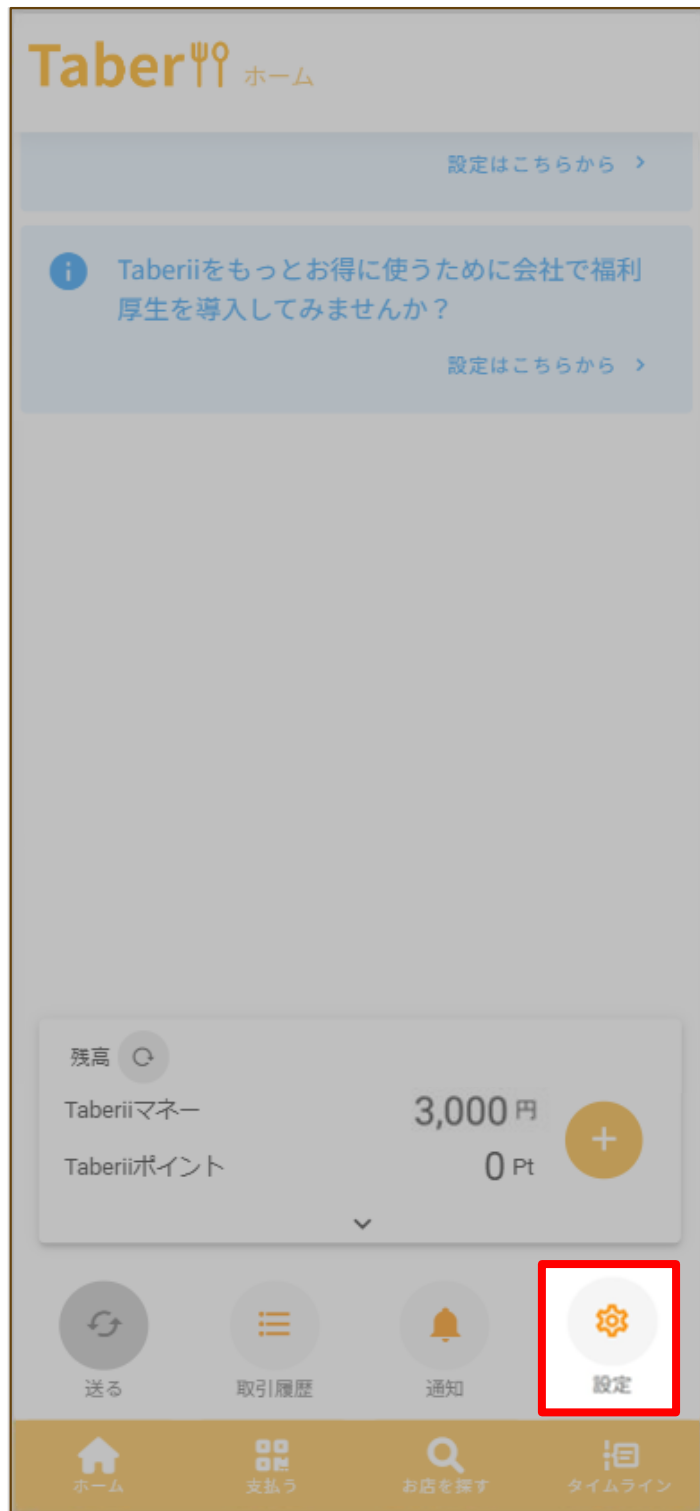 Taberii ホーム
設定はこちらから
Taberiiをもっとお得に使うために会社で福利
厚生を導入してみませんか？
設定はこちらから
残高
Taberiiマネー 3,000 円
Taberiiポイント 0 Pt
送る 取引履歴 通知 設定
ホーム 支払う お店を探す タイムライン